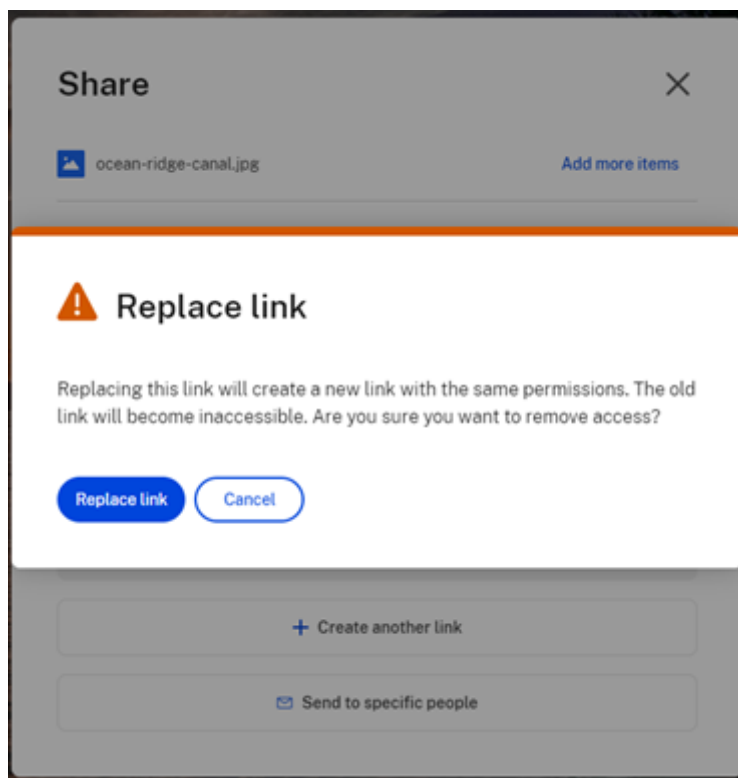 Share
ocean-ridge-canal.jpg
Add more items
Replace link
Replacing this link will create a new link with the same permissions. The old
link will become inaccessible. Are you sure you want to remove access?
Replace link
Cancel
Create another link
Send to specific people